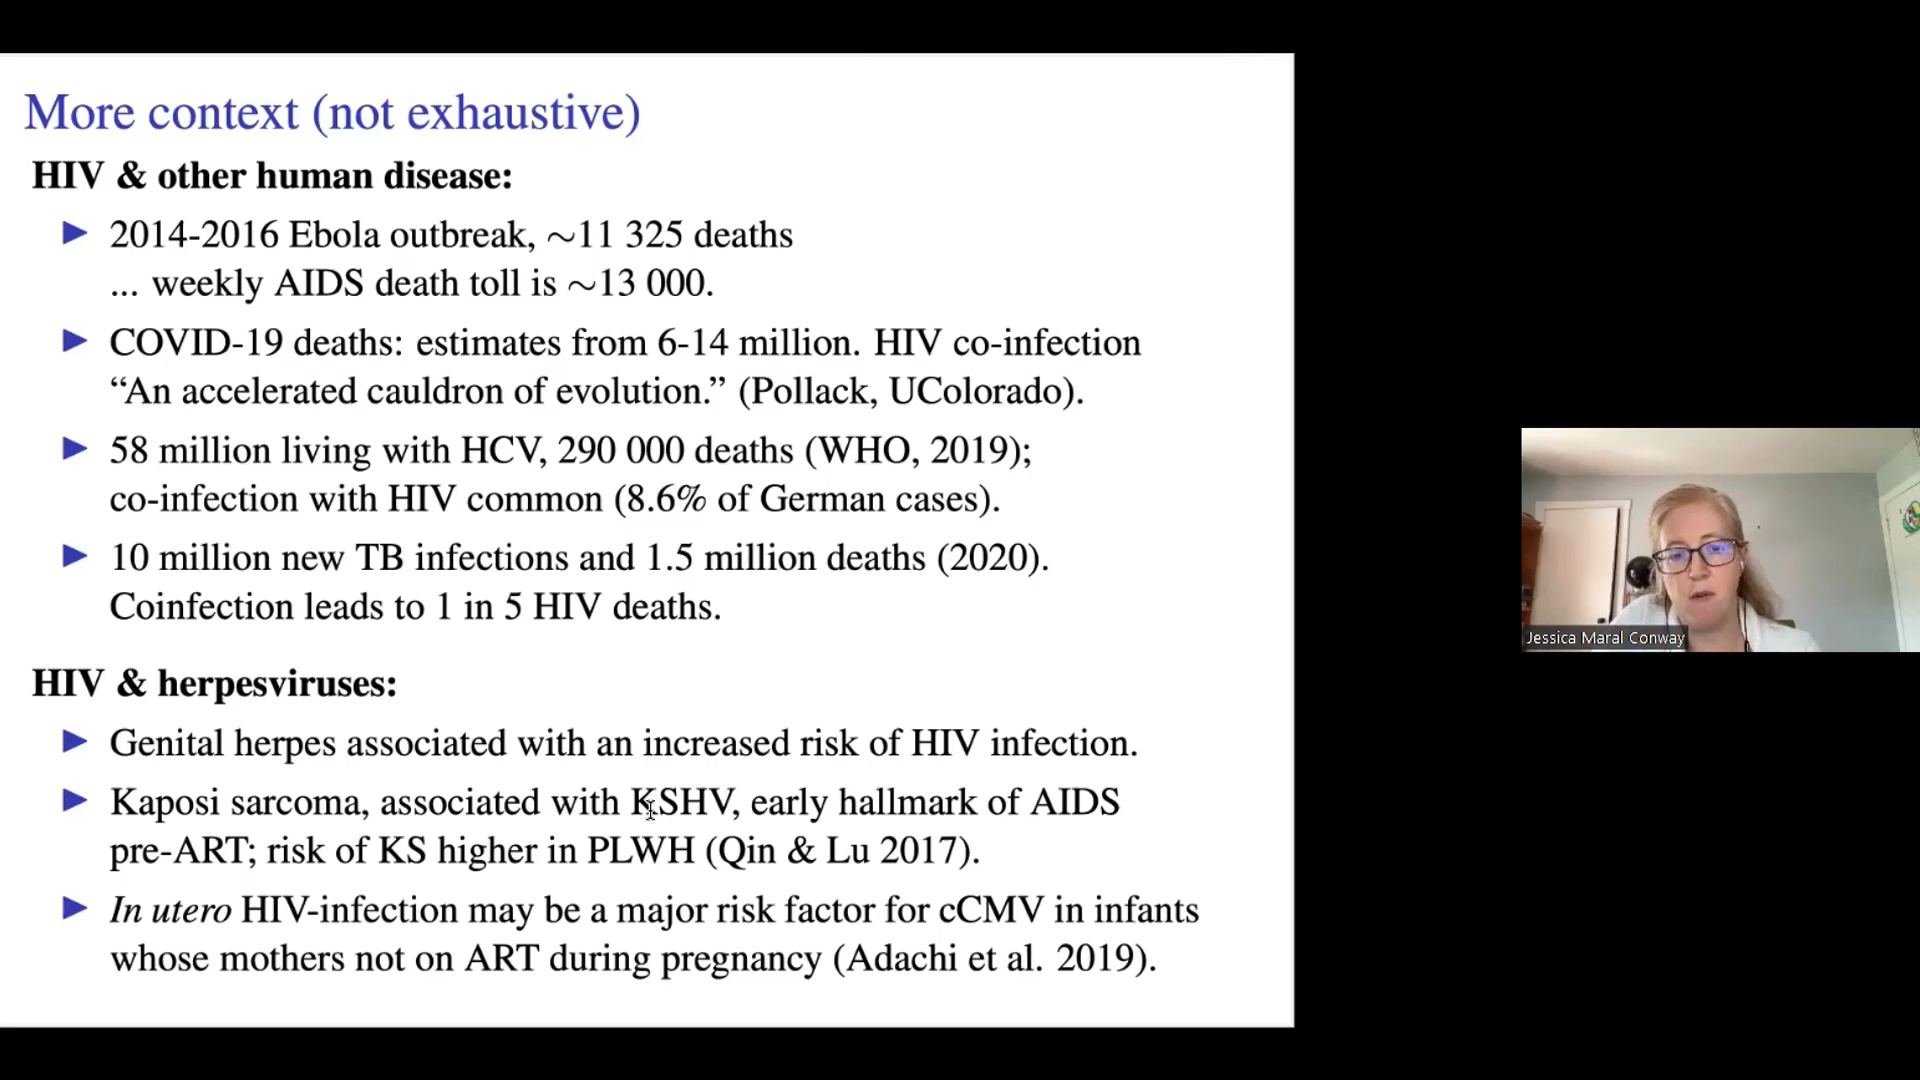 More context (not exhaustive)
HIV & other human disease:
▶ 2014-2016 Ebola outbreak, ∼11 325 deaths
... weekly AIDS death toll is ∼13 000.
▶ COVID-19 deaths: estimates from 6-14 million. HIV co-infection
“An accelerated cauldron of evolution.” (Pollack, UColorado).
▶ 58 million living with HCV, 290 000 deaths (WHO, 2019);
co-infection with HIV common (8.6% of German cases).
▶ 10 million new TB infections and 1.5 million deaths (2020).
Coinfection leads to 1 in 5 HIV deaths.
HIV & herpesviruses:
▶ Genital herpes associated with an increased risk of HIV infection.
▶ Kaposi sarcoma, associated with KSHV, early hallmark of AIDS
pre-ART; risk of KS higher in PLWH (Qin & Lu 2017).
▶ In utero HIV-infection may be a major risk factor for cCMV in infants
whose mothers not on ART during pregnancy (Adachi et al. 2019).
Jessica Maral Conway